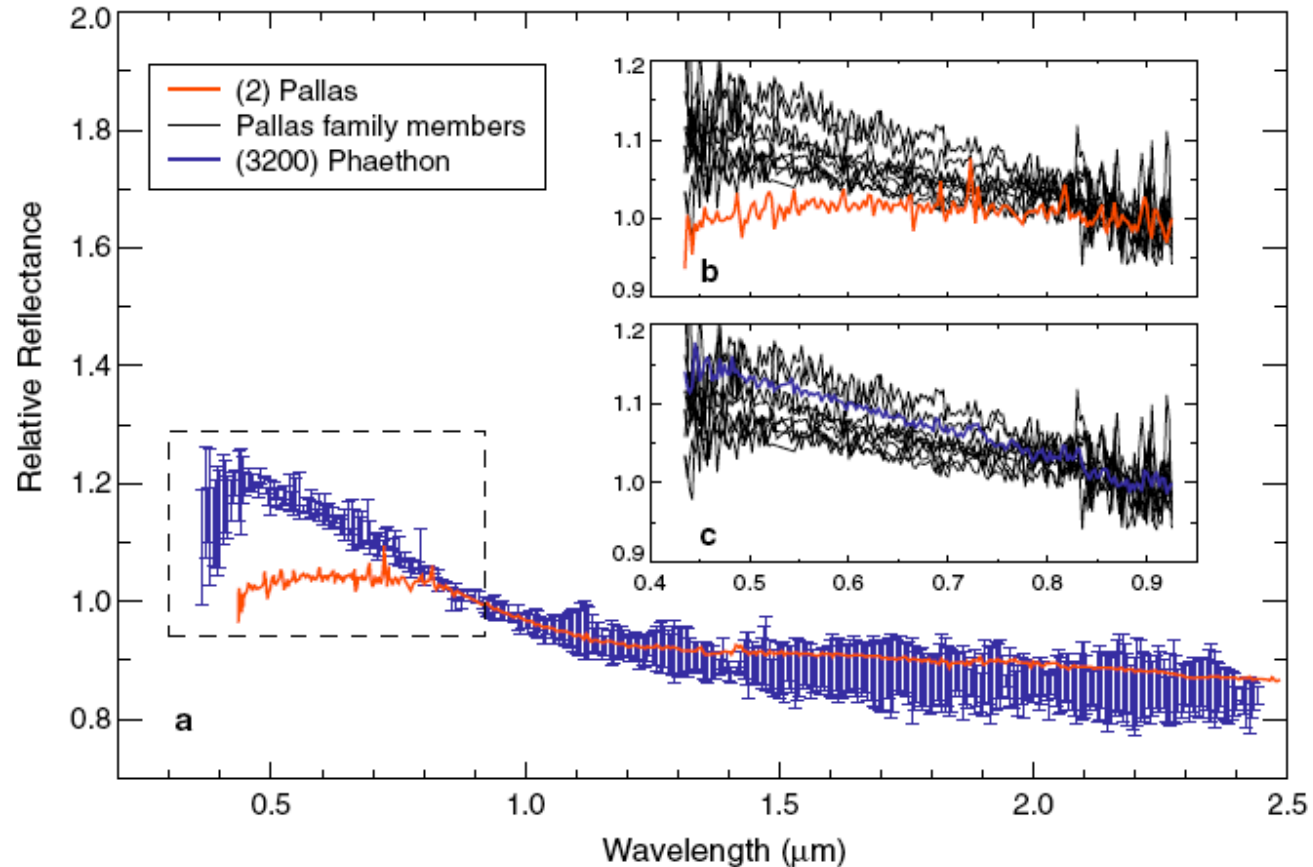 2.0
1.8
1.6
1.4
1.2
1.0
0.8
Relative Reflectance
(2) Pallas
Pallas family members
(3200) Phaethon
1.2
1.1
1.0
0.9
b
1.2
1.1
1.0
0.9
c
0.4 0.5 0.6 0.7 0.8 0.9
a
0.5 1.0 1.5 2.0 2.5
Wavelength (μm)